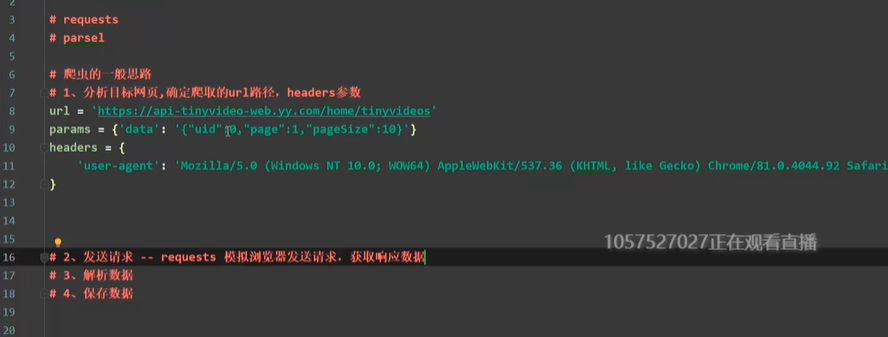 2
3 # requests
4 # parsel
5
6 # 爬虫的一般思路
7 # 1、分析目标网页,确定爬取的url路径，headers参数
8 url = 'https://api-tinyvideo-web.yy.com/home/tinyvideos'
9 params = {'data': '{"uid":0,"page":1,"pageSize":10}'}
10 headers = {
11 'user-agent': 'Mozilla/5.0 (Windows NT 10.0; WOW64) AppleWebKit/537.36 (KHTML, like Gecko) Chrome/81.0.4044.92 Safari
12 }
13
14
15
1057527027正在观看直播
16 # 2、发送请求 -- requests 模拟浏览器发送请求，获取响应数据
17 # 3、解析数据
18 # 4、保存数据
19
20